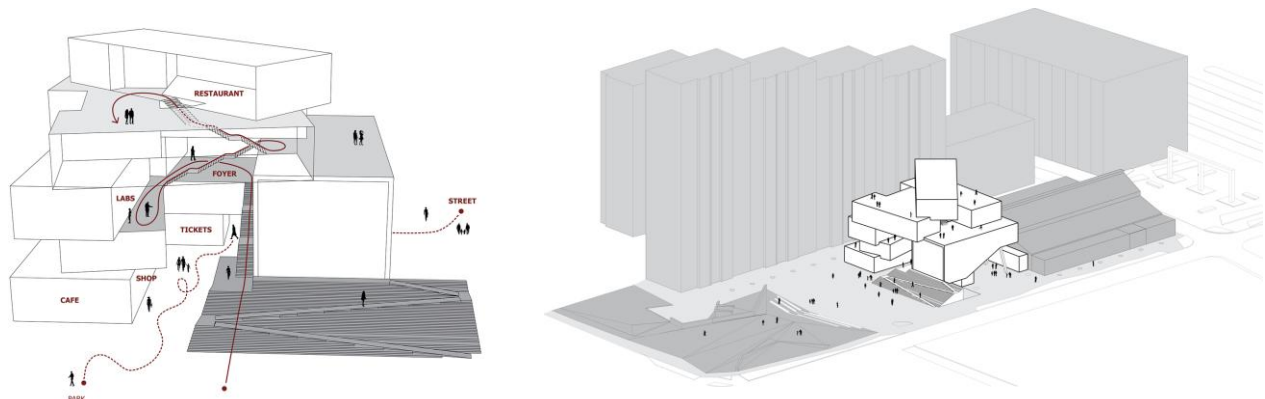 RESTAURANT
FOYER
LABS
STREET
TICKETS
SHOP
CAFE
PARK